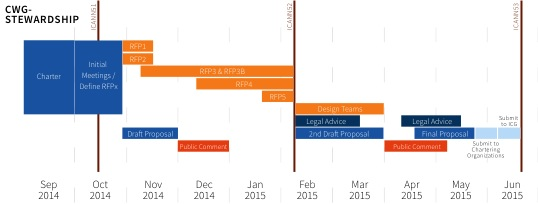 CWG-
STEWARDSHIP
ICANN51
ICANN52
ICANN53
Charter
Initial
Meetings /
Define RFPx
RFP1
RFP2
RFP3 & RFP3B
RFP4
RFP5
Design Teams
Legal Advice
Legal Advice
Draft Proposal
2nd Draft Proposal
Final Proposal
Submit
to ICG
Public Comment
Public Comment
Submit to
Chartering
Organizations
Sep
2014
Oct
2014
Nov
2014
Dec
2014
Jan
2015
Feb
2015
Mar
2015
Apr
2015
May
2015
Jun
2015